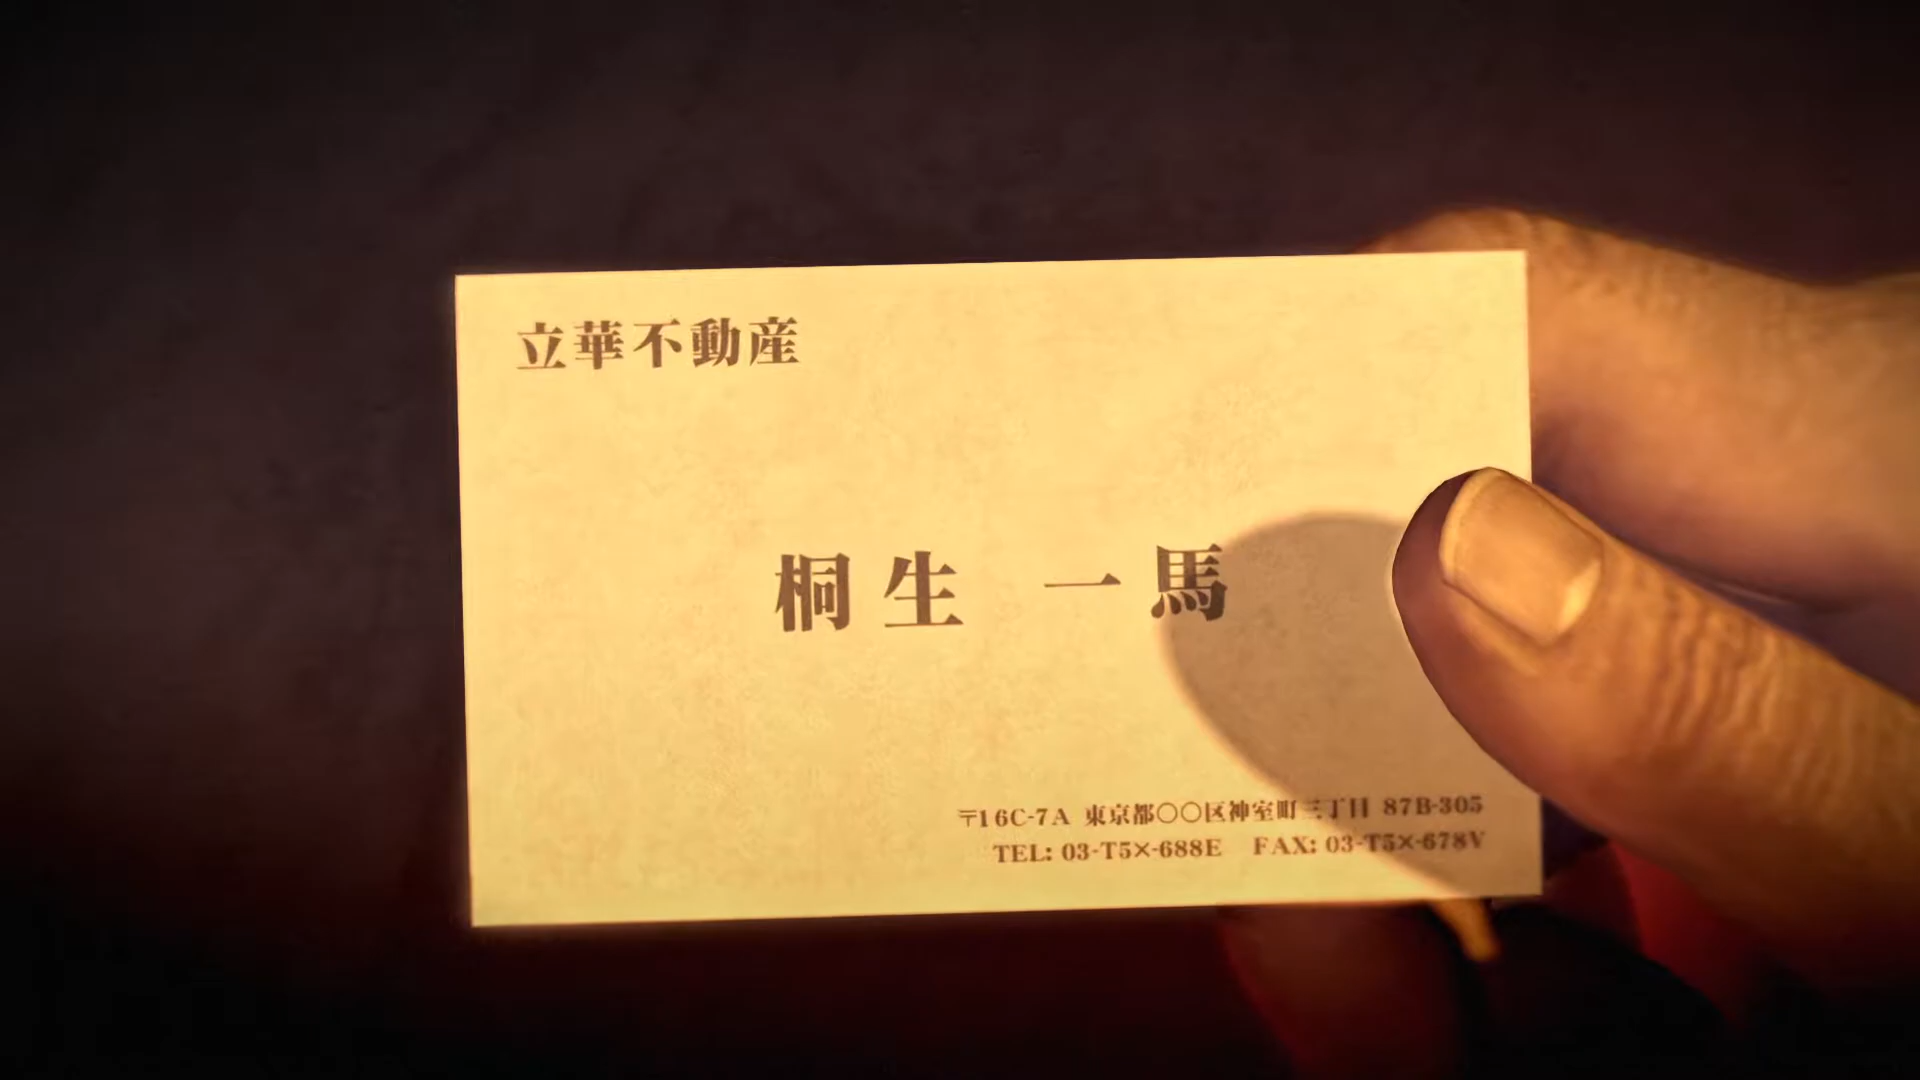 立華不動産
桐生 一馬
〒16C-7A 東京都〇〇区神室町三丁目 87B-305
TEL: 03-T5×-688E FAX: 03-T5×-678V